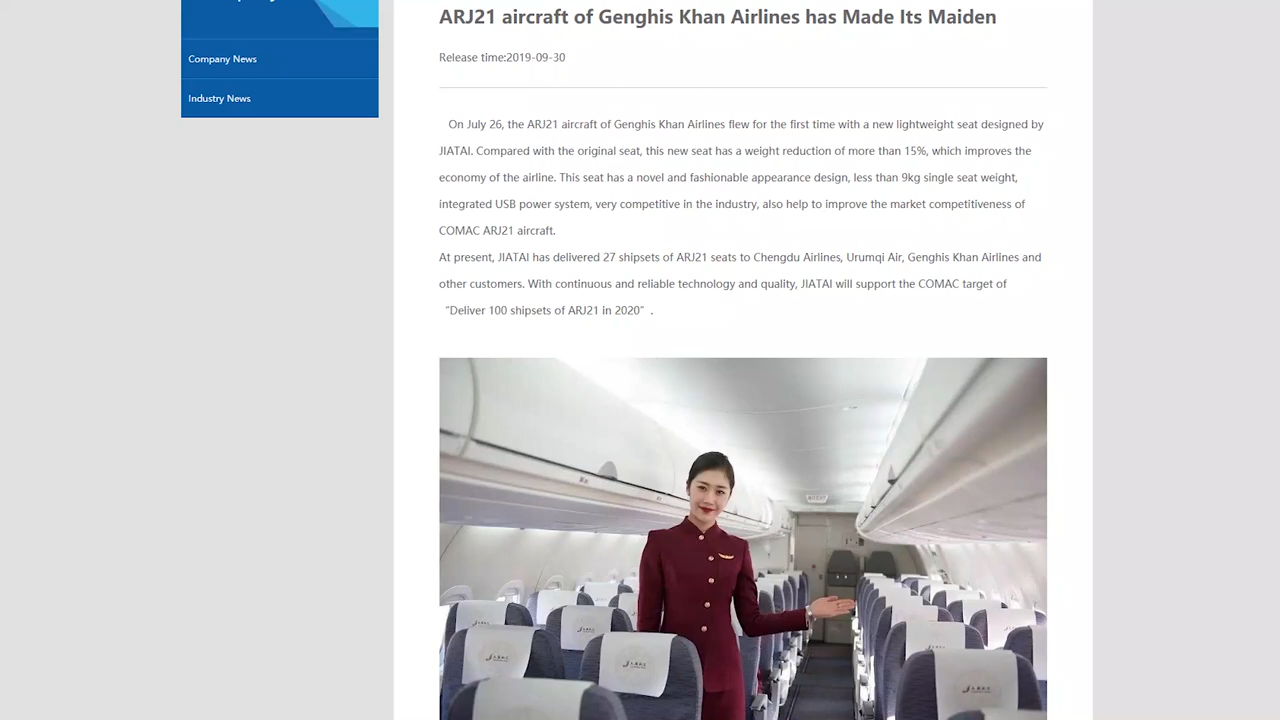 ARJ21 aircraft of Genghis Khan Airlines has Made Its Maiden
Release time:2019-09-30
Company News
Industry News
On July 26, the ARJ21 aircraft of Genghis Khan Airlines flew for the first time with a new lightweight seat designed by
JIATAI. Compared with the original seat, this new seat has a weight reduction of more than 15%, which improves the
economy of the airline. This seat has a novel and fashionable appearance design, less than 9kg single seat weight,
integrated USB power system, very competitive in the industry, also help to improve the market competitiveness of
COMAC ARJ21 aircraft.
At present, JIATAI has delivered 27 shipsets of ARJ21 seats to Chengdu Airlines, Urumqi Air, Genghis Khan Airlines and
other customers. With continuous and reliable technology and quality, JIATAI will support the COMAC target of
“Deliver 100 shipsets of ARJ21 in 2020” .